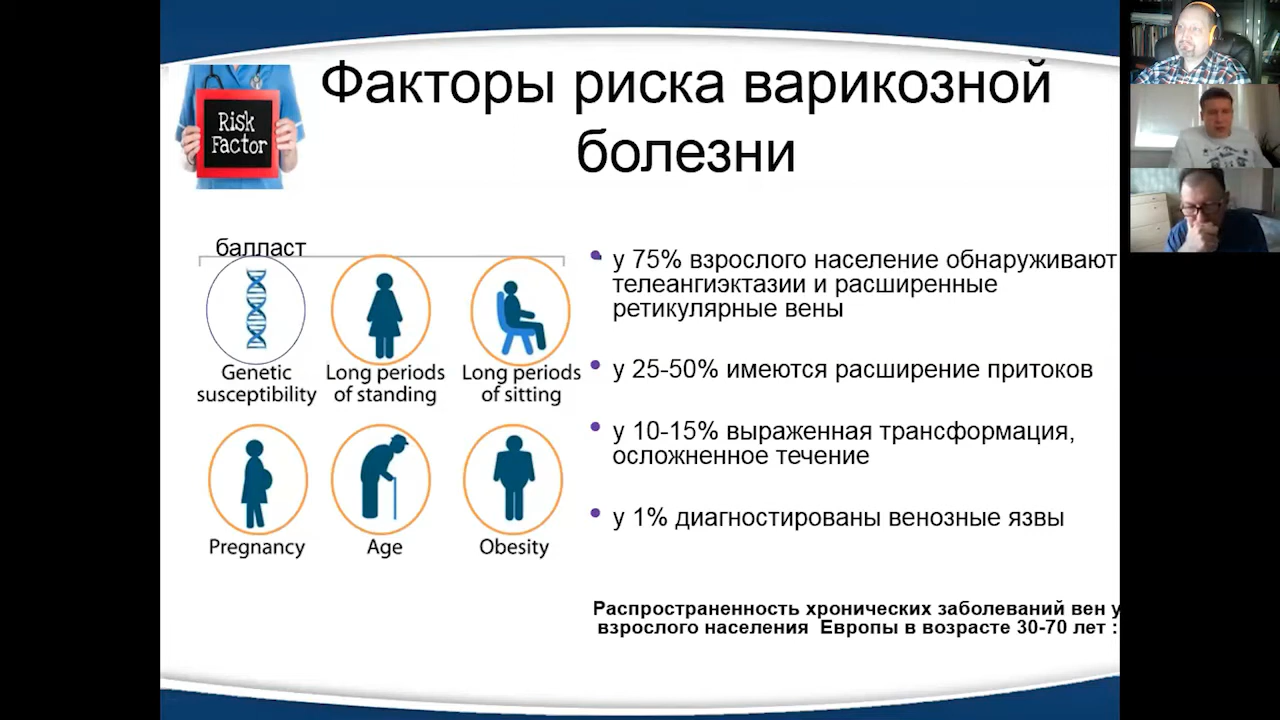 Факторы риска варикозной
болезни
Risk
Factor
балласт
Genetic
susceptibility
Long periods
of standing
Long periods
of sitting
Pregnancy
Age
Obesity
• у 75% взрослого население обнаруживают
телеангиэктазии и расширенные
ретикулярные вены
• у 25-50% имеются расширение притоков
• у 10-15% выраженная трансформация,
осложненное течение
• у 1% диагностированы венозные язвы
Распространенность хронических заболеваний вен у
взрослого населения Европы в возрасте 30-70 лет :